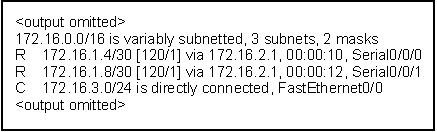 <output omitted>
172.16.0.0/16 is variably subnetted, 3 subnets, 2 masks
R 172.16.1.4/30 [120/1] via 172.16.2.1, 00:00:10, Serial0/0/0
R 172.16.1.8/30 [120/1] via 172.16.2.1, 00:00:12, Serial0/0/1
C 172.16.3.0/24 is directly connected, FastEthernet0/0
<output omitted>